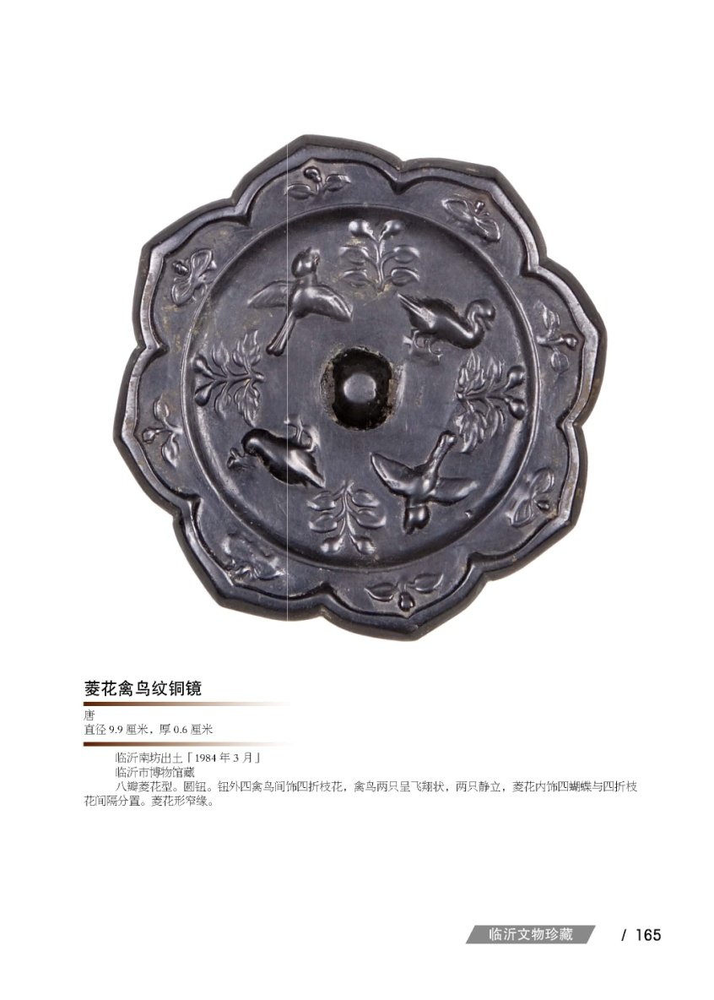 菱花禽鸟纹铜镜
唐
直径 9.9 厘米，厚 0.6 厘米
临沂南坊出土「1984 年 3 月」
临沂市博物馆藏
八瓣菱花型。圆钮。钮外四禽鸟间饰四折枝花，禽鸟两只呈飞翔状，两只静立，菱花内饰四蝴蝶与四折枝
花间隔分置。菱花形窄缘。
临沂文物珍藏 / 165